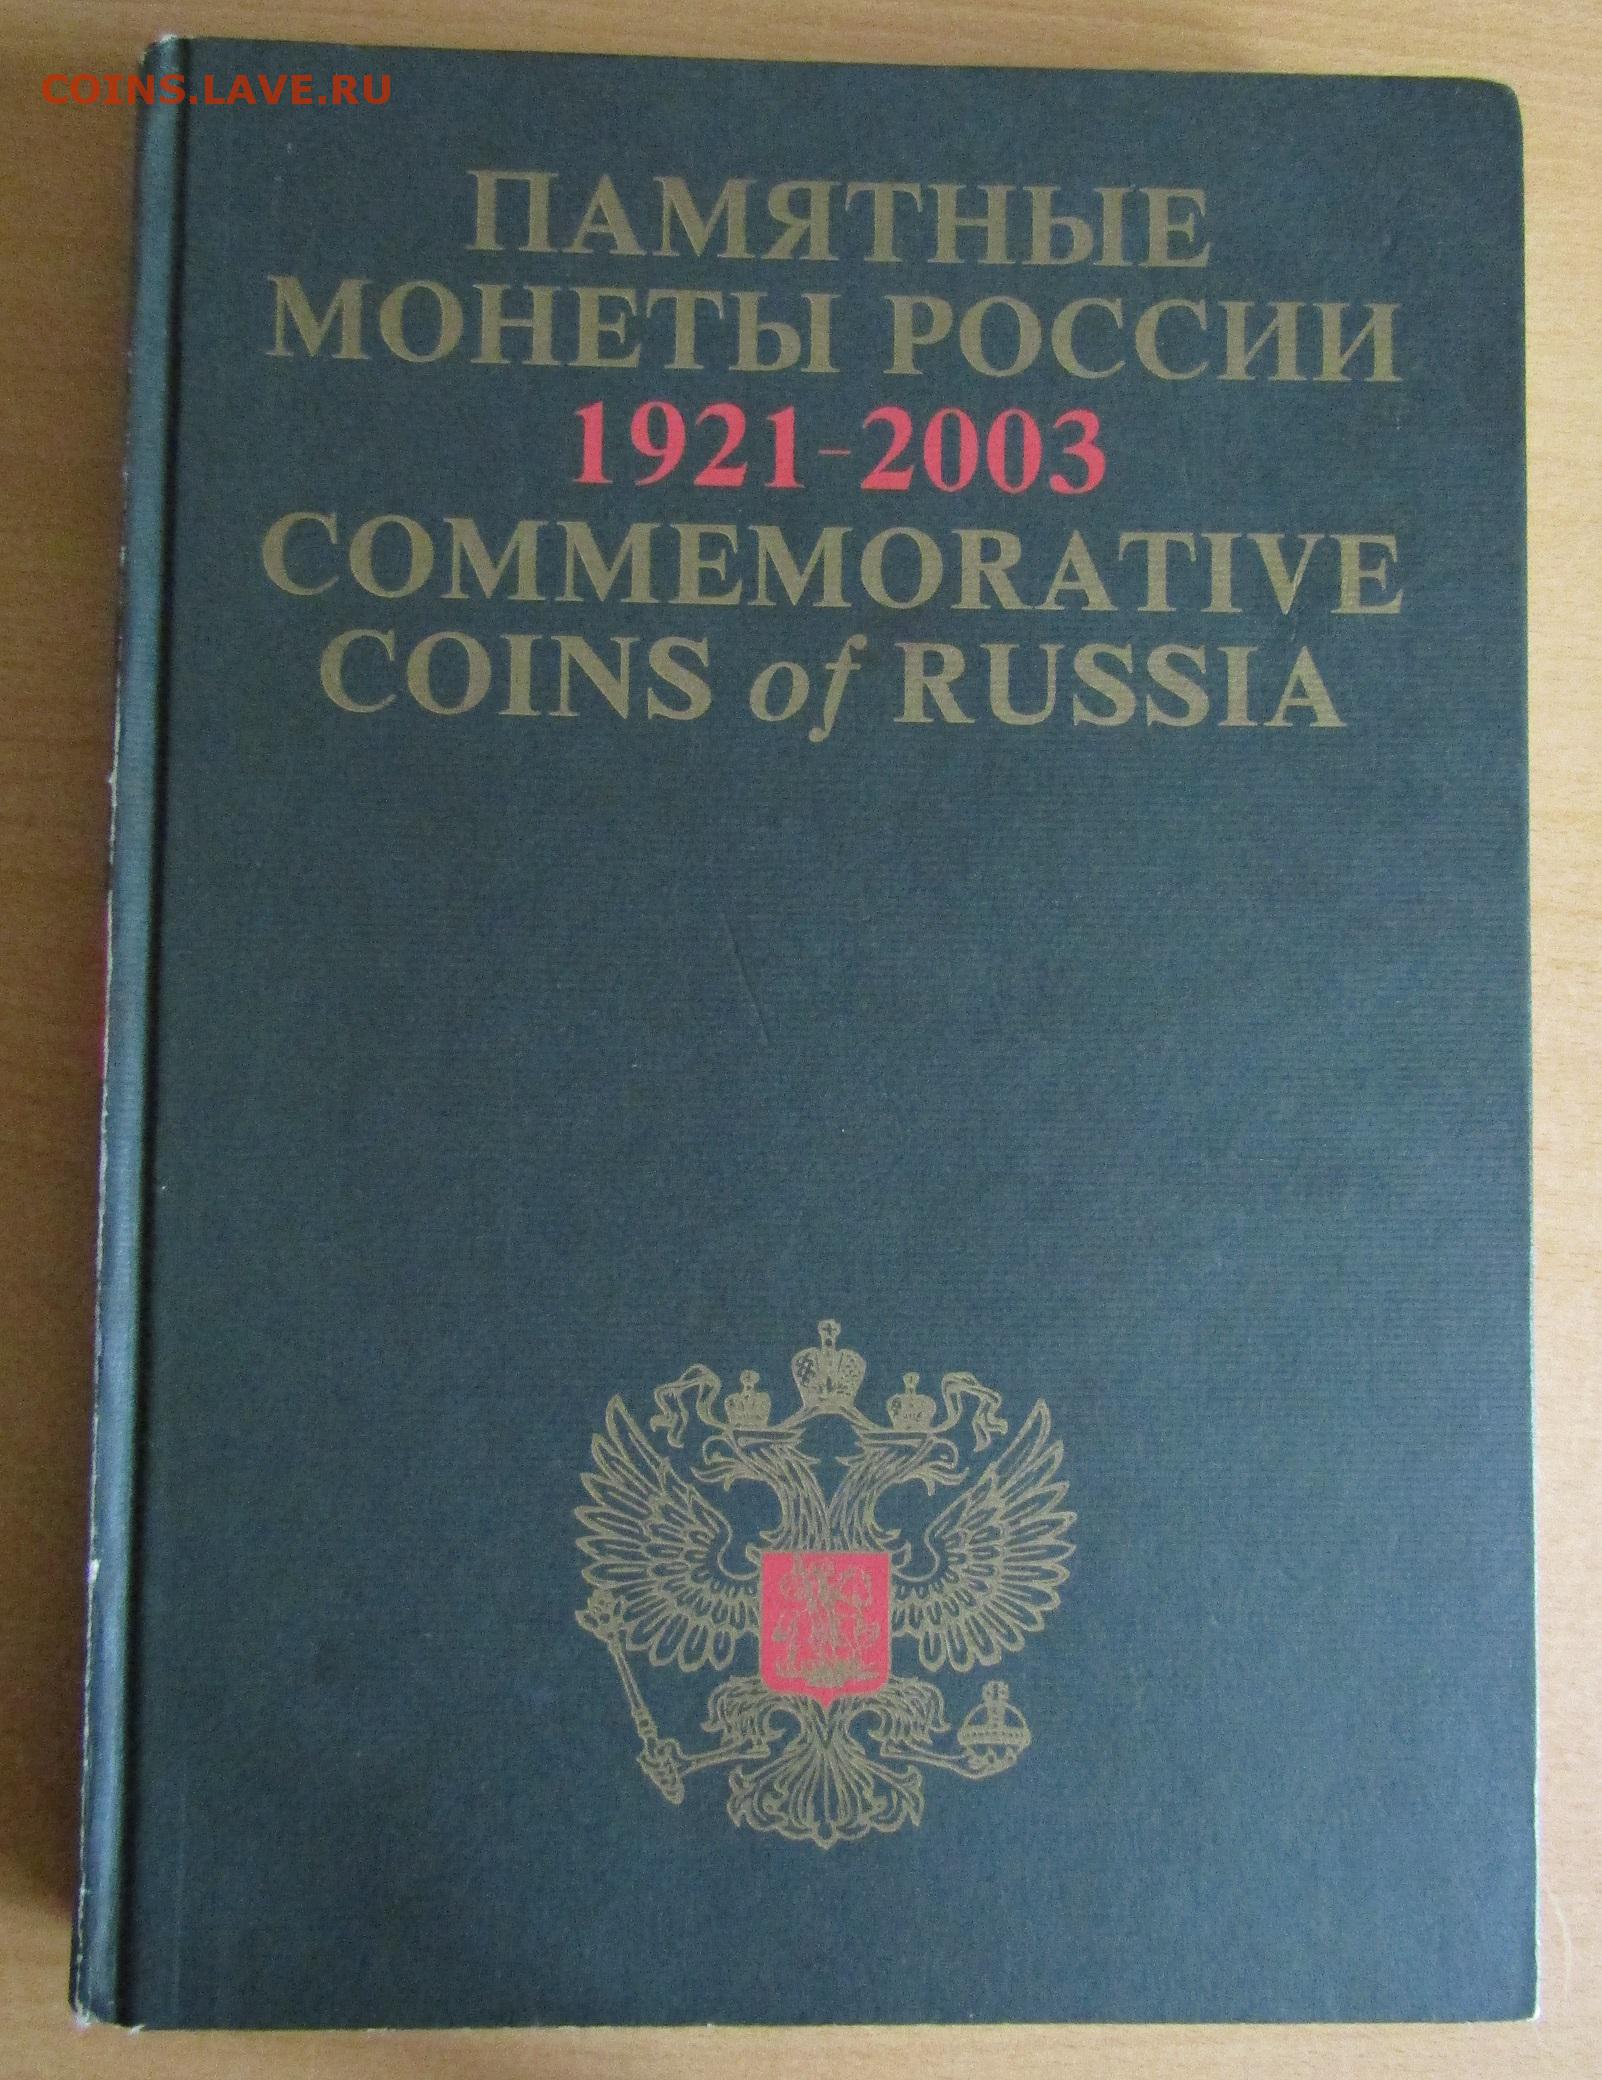 COINS.LAVE.RU
ПАМЯТНЫЕ
МОНЕТЫ РОССИИ
1921-2003
COMMEMORATIVE
COINS of RUSSIA